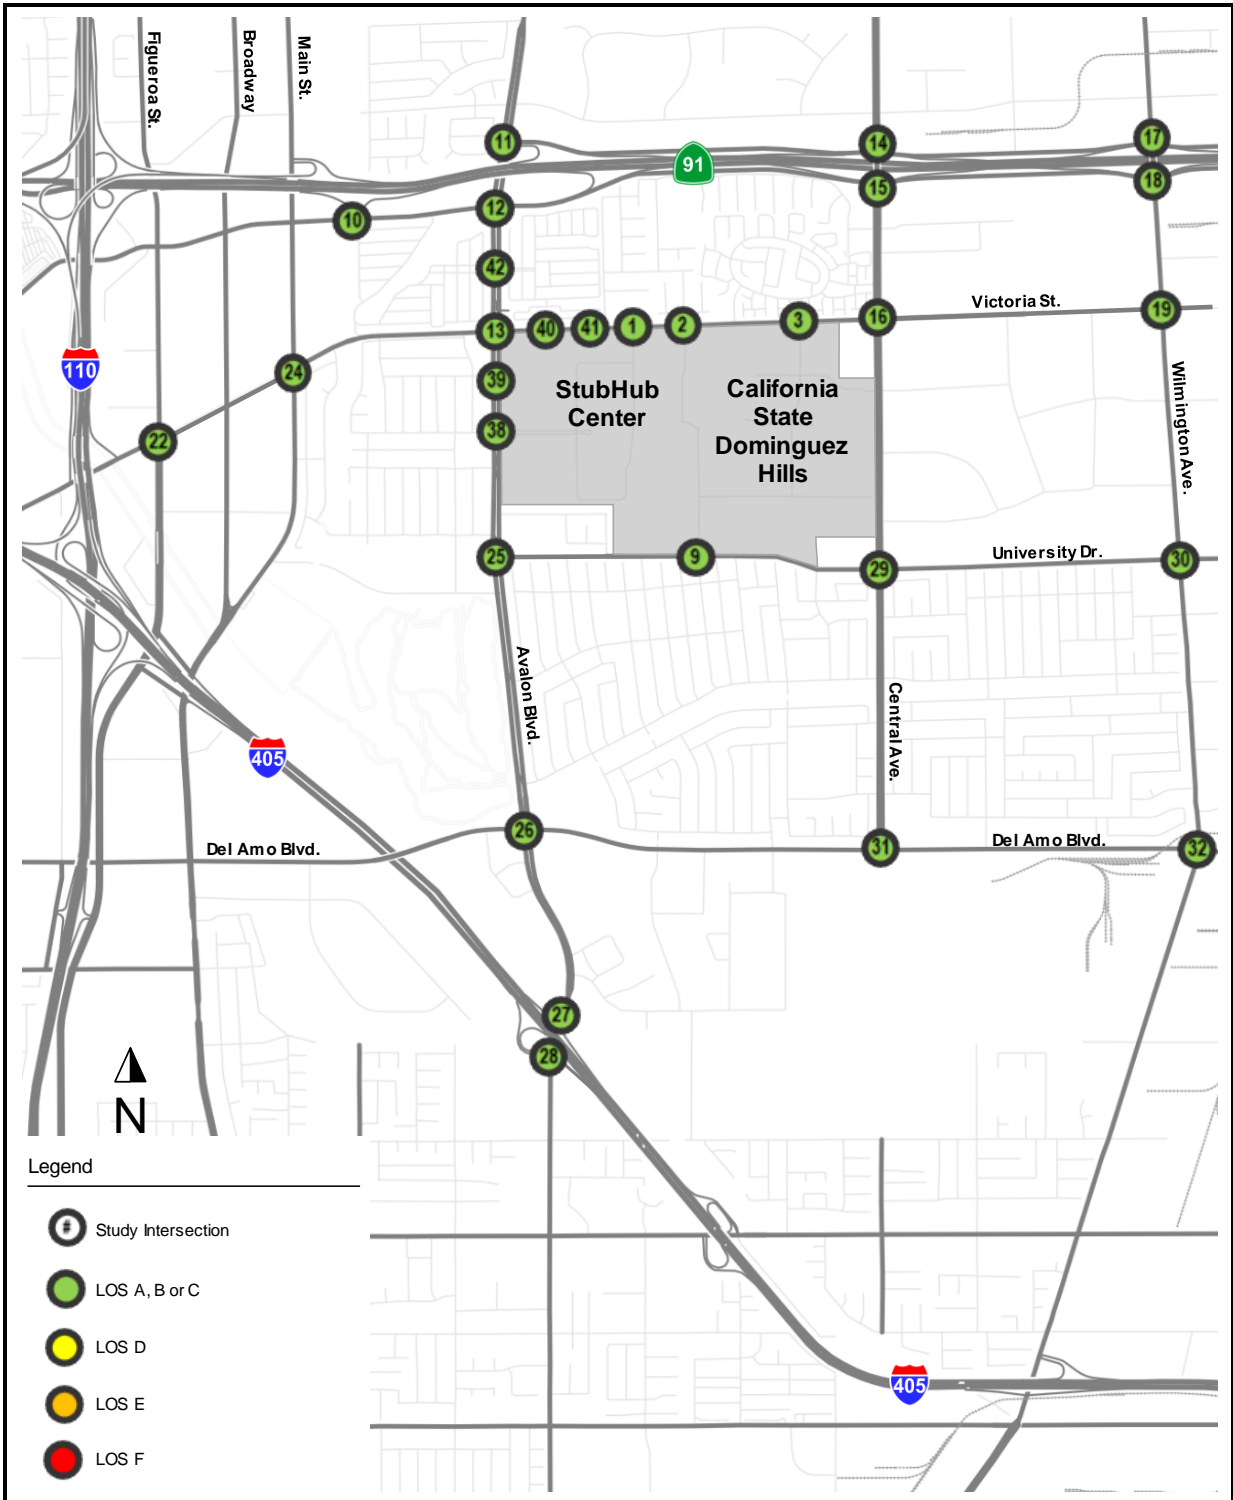 Figueroa St.
Broadway
Main St.
11
91
14
17
15
18
10
12
42
Victoria St.
13
40
41
1
2
3
16
19
110
24
39
StubHub
Center
California
State
Dominguez
Hills
Wilmington Ave.
22
38
25
9
29
University Dr.
30
Avalon Blvd.
Central Ave.
405
Del Amo Blvd.
26
31
Del Amo Blvd.
32
27
28
N
Legend
# Study Intersection
LOS A, B or C
LOS D
LOS E
LOS F
405